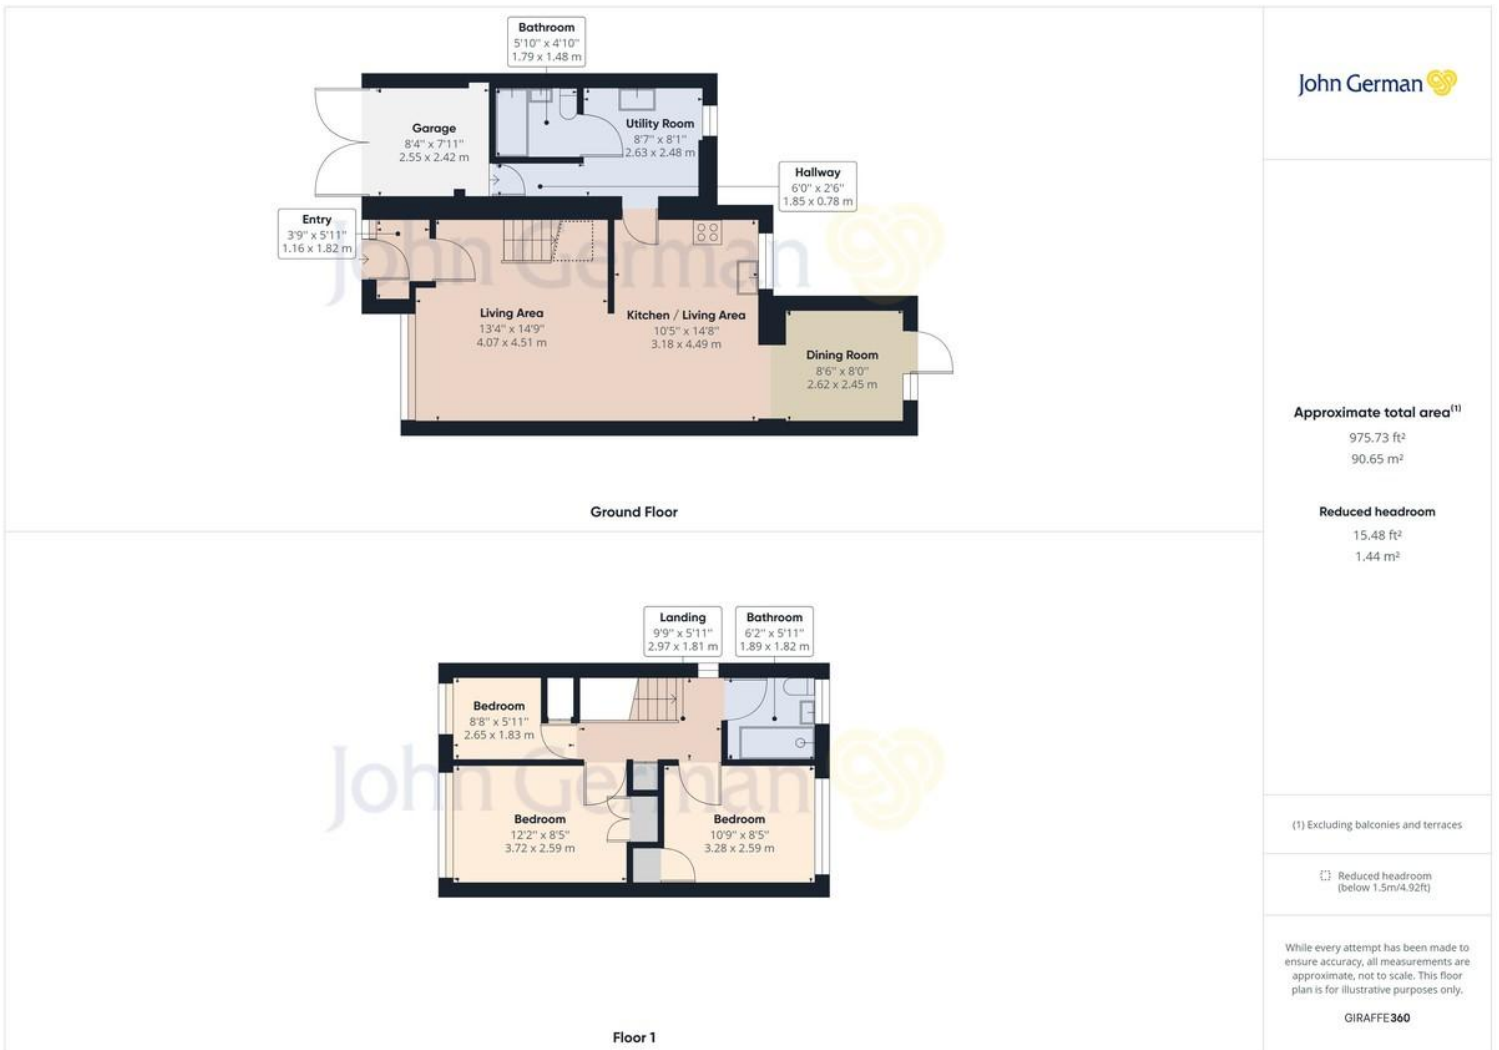 Bathroom
5'10" x 4'10"
1.79 x 1.48 m
Garage
8'4" x 7'11"
2.55 x 2.42 m
Utility Room
8'7" x 8'1"
2.63 x 2.48 m
Hallway
6'0" x 2'6"
1.85 x 0.78 m
Entry
3'9" x 5'11"
1.16 x 1.82 m
Living Area
13'4" x 14'9"
4.07 x 4.51 m
Kitchen / Living Area
10'5" x 14'8"
3.18 x 4.49 m
Dining Room
8'6" x 8'0"
2.62 x 2.45 m
John German
Ground Floor
Landing
9'9" x 5'11"
2.97 x 1.81 m
Bathroom
6'2" x 5'11"
1.89 x 1.82 m
Bedroom
8'8" x 5'11"
2.65 x 1.83 m
Bedroom
12'2" x 8'5"
3.72 x 2.59 m
Bedroom
10'9" x 8'5"
3.28 x 2.59 m
John German
Floor 1
John German
Approximate total area(1)
975.73 ft²
90.65 m²
Reduced headroom
15.48 ft²
1.44 m²
(1) Excluding balconies and terraces
Reduced headroom
(below 1.5m/4.92ft)
While every attempt has been made to
ensure accuracy, all measurements are
approximate, not to scale. This floor
plan is for illustrative purposes only.
GIRAFFE360